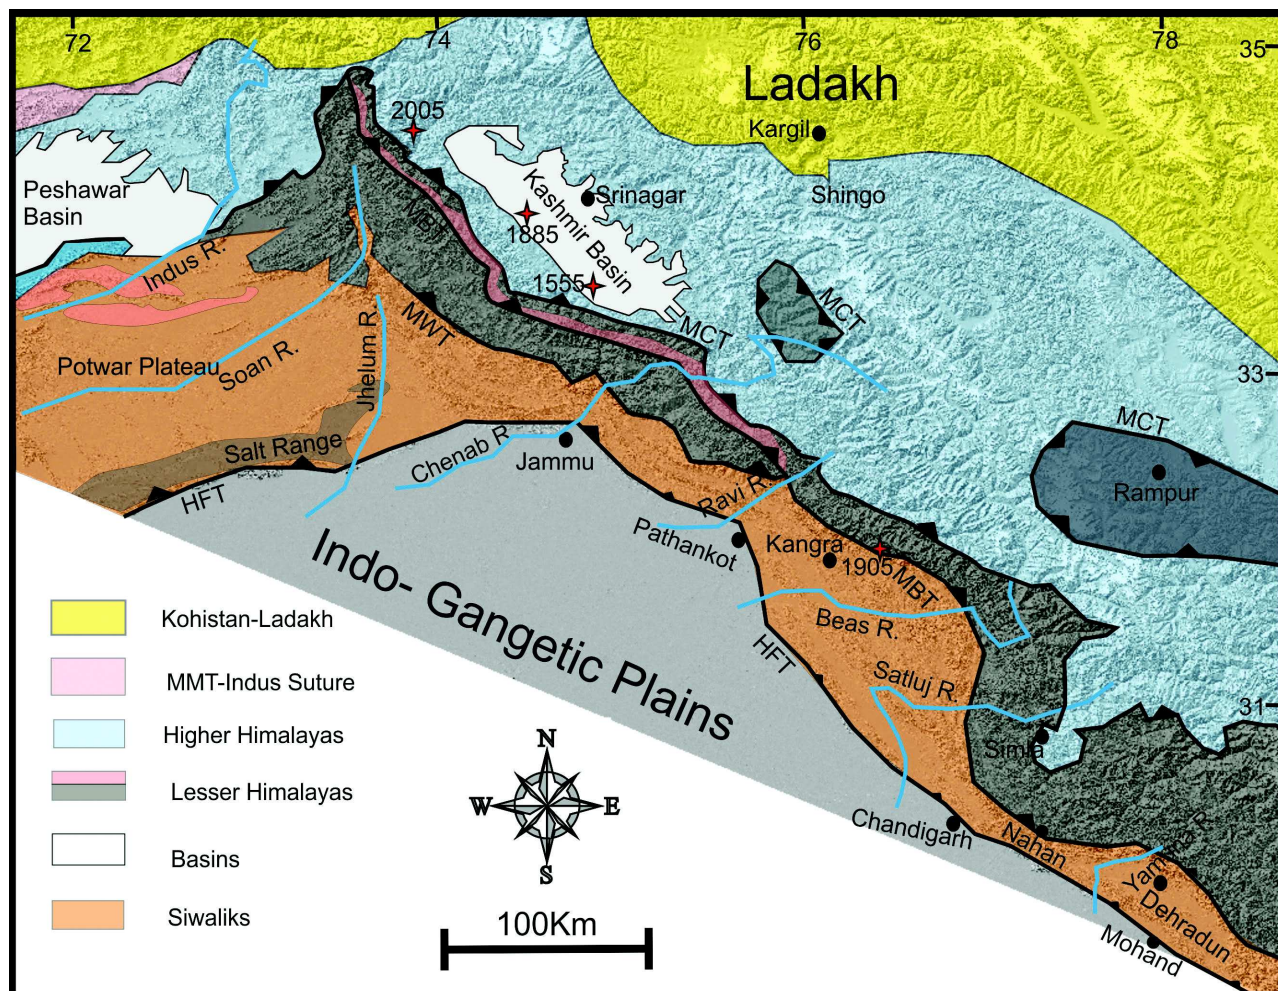 72
74
76
78
35
Ladakh
Kargil
2005
Peshawar
Basin
Srinagar
Shingo
Kashmir Basin
1885
1555
MBT
Indus R.
MCT
MCT
MWT
Jhelum R.
Potwar Plateau
Soan R.
33
MCT
Salt Range
Chenab R
Jammu
Rampur
HFT
Ravi R.
Pathankot
Kangra
1905
MBT
Indo- Gangetic Plains
Beas R.
HFT
Satluj R.
31
Simla
Chandigarh
Nahan
Yamuna R.
Dehradun
Mohand
Kohistan-Ladakh
MMT-Indus Suture
Higher Himalayas
Lesser Himalayas
Basins
Siwaliks
N
W
E
S
100Km